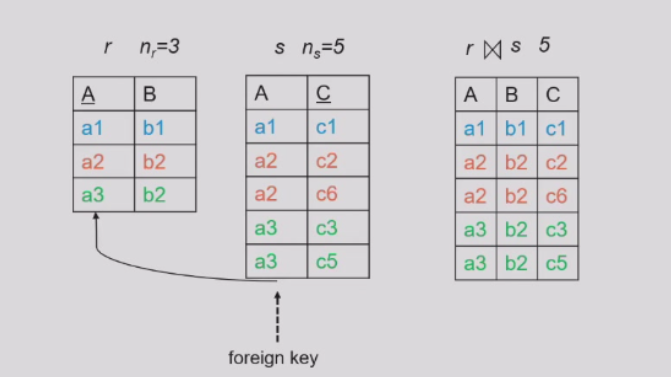 r n_r=3
A B
a1 b1
a2 b2
a3 b2
s n_s=5
A C
a1 c1
a2 c2
a2 c6
a3 c3
a3 c5
r ⋈ s 5
A B C
a1 b1 c1
a2 b2 c2
a2 b2 c6
a3 b2 c3
a3 b2 c5
foreign key